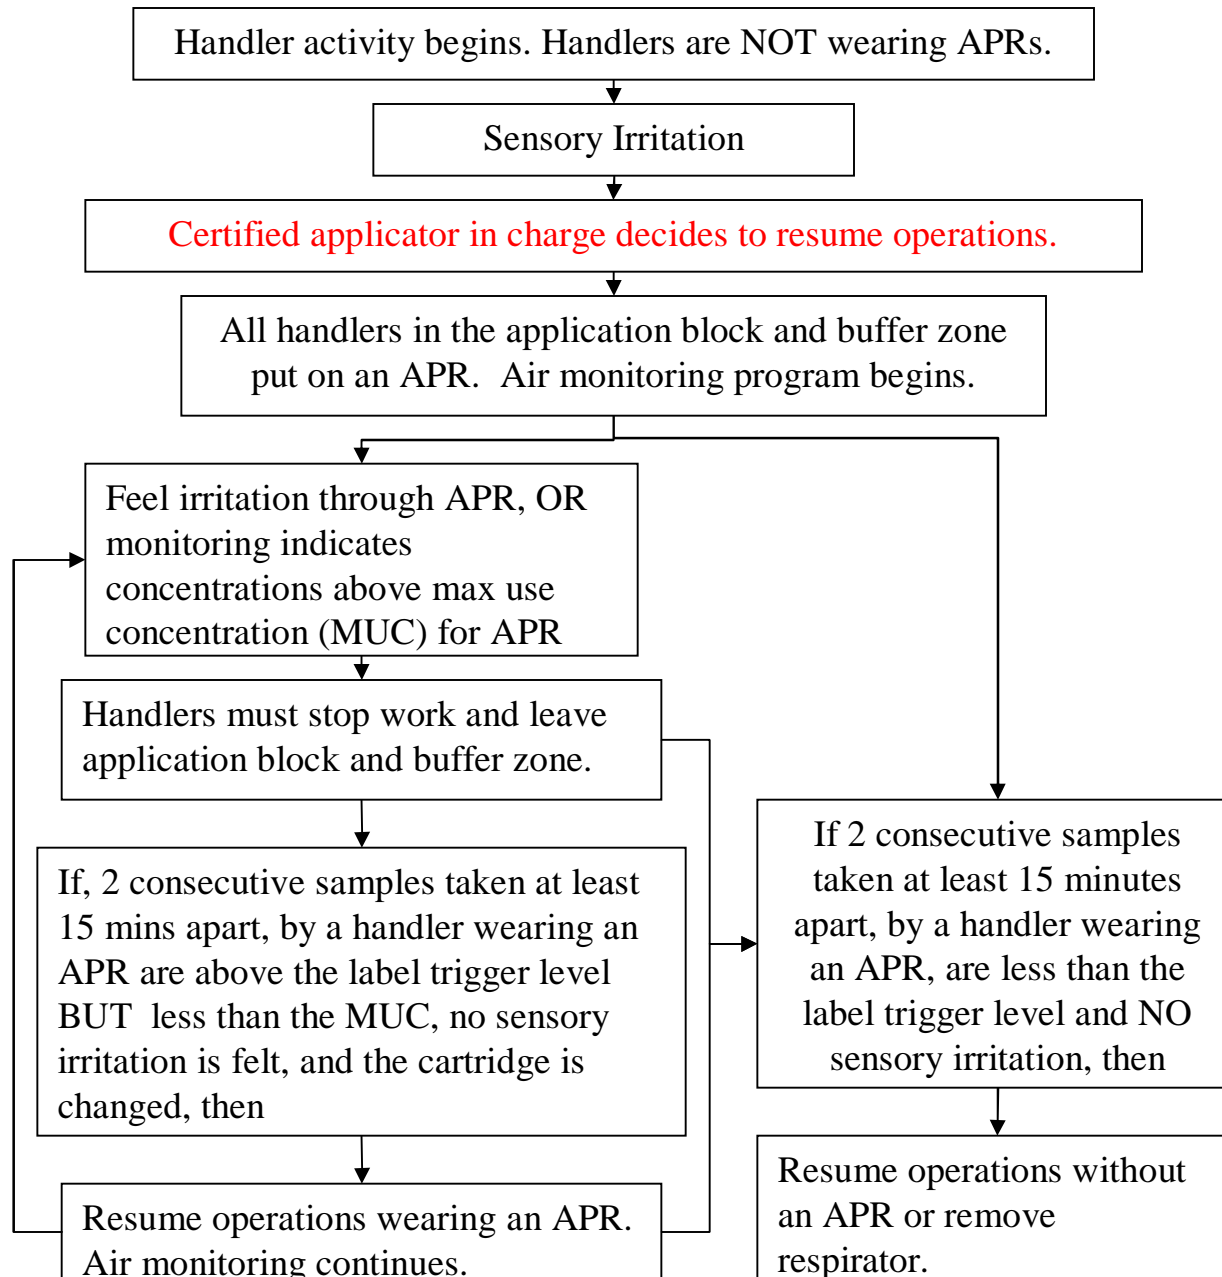 Handler activity begins. Handlers are NOT wearing APRs.
Sensory Irritation
Certified applicator in charge decides to resume operations.
All handlers in the application block and buffer zone
put on an APR.  Air monitoring program begins.
Feel irritation through APR, OR
monitoring indicates
concentrations above max use
concentration (MUC) for APR
Handlers must stop work and leave
application block and buffer zone.
If, 2 consecutive samples taken at least
15 mins apart, by a handler wearing an
APR are above the label trigger level
BUT  less than the MUC, no sensory
irritation is felt, and the cartridge is
changed, then
Resume operations wearing an APR.
Air monitoring continues.
If 2 consecutive samples
taken at least 15 minutes
apart, by a handler wearing
an APR, are less than the
label trigger level and NO
sensory irritation, then
Resume operations without
an APR or remove
respirator.